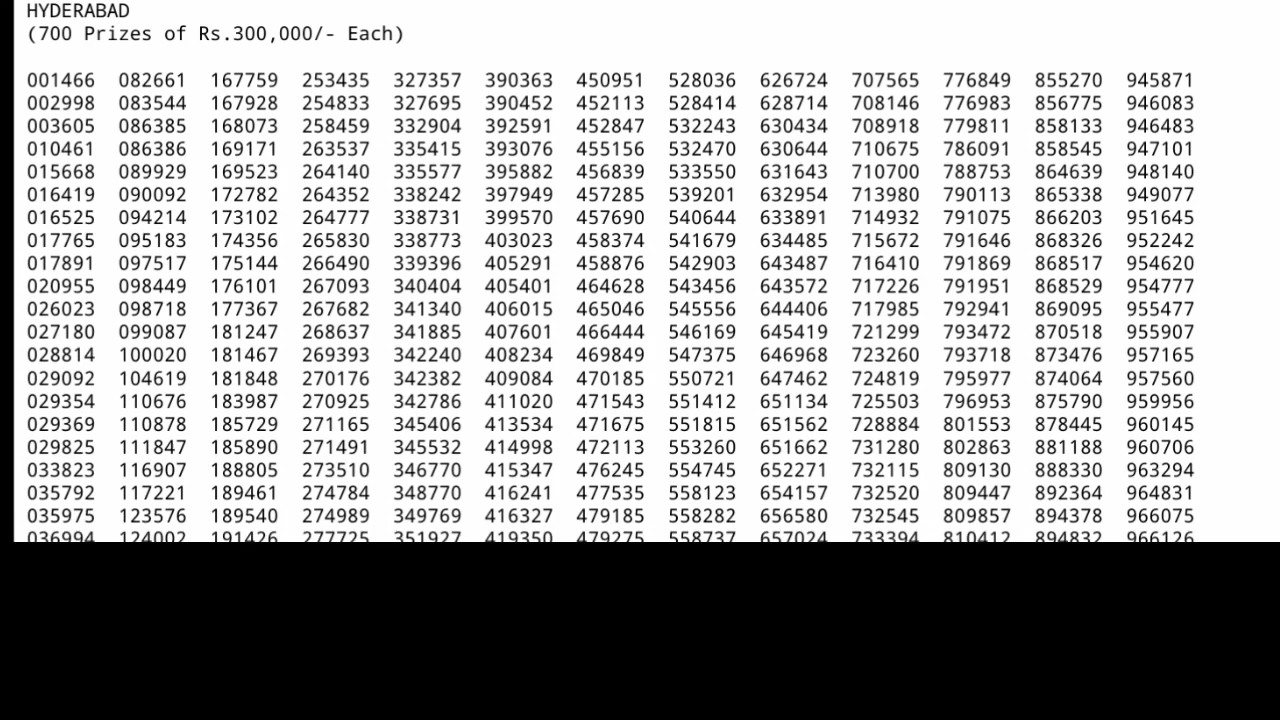 HYDERABAD
(700 Prizes of Rs.300,000/- Each)
001466 082661 167759 253435 327357 390363 450951 528036 626724 707565 776849 855270 945871
002998 083544 167928 254833 327695 390452 452113 528414 628714 708146 776983 856775 946083
003605 086385 168073 258459 332904 392591 452847 532243 630434 708918 779811 858133 946483
010461 086386 169171 263537 335415 393076 455156 532470 630644 710675 786091 858545 947101
015668 089929 169523 264140 335577 395882 456839 533550 631643 710700 788753 864639 948140
016419 090092 172782 264352 338242 397949 457285 539201 632954 713980 790113 865338 949077
016525 094214 173102 264777 338731 399570 457690 540644 633891 714932 791075 866203 951645
017765 095183 174356 265830 338773 403023 458374 541679 634485 715672 791646 868326 952242
017891 097517 175144 266490 339396 405291 458876 542903 643487 716410 791869 868517 954620
020955 098449 176101 267093 340404 405401 464628 543456 643572 717226 791951 868529 954777
026023 098718 177367 267682 341340 406015 465046 545556 644406 717985 792941 869095 955477
027180 099087 181247 268637 341885 407601 466444 546169 645419 721299 793472 870518 955907
028814 100020 181467 269393 342240 408234 469849 547375 646968 723260 793718 873476 957165
029092 104619 181848 270176 342382 409084 470185 550721 647462 724819 795977 874064 957560
029354 110676 183987 270925 342786 411020 471543 551412 651134 725503 796953 875790 959956
029369 110878 185729 271165 345406 413534 471675 551815 651562 728884 801553 878445 960145
029825 111847 185890 271491 345532 414998 472113 553260 651662 731280 802863 881188 960706
033823 116907 188805 273510 346770 415347 476245 554745 652271 732115 809130 888330 963294
035792 117221 189461 274784 348770 416241 477535 558123 654157 732520 809447 892364 964831
035975 123576 189540 274989 349769 416327 479185 558282 656580 732545 809857 894378 966075
036994 124002 191426 277725 351927 419350 479275 558737 657024 733394 810412 894832 966126